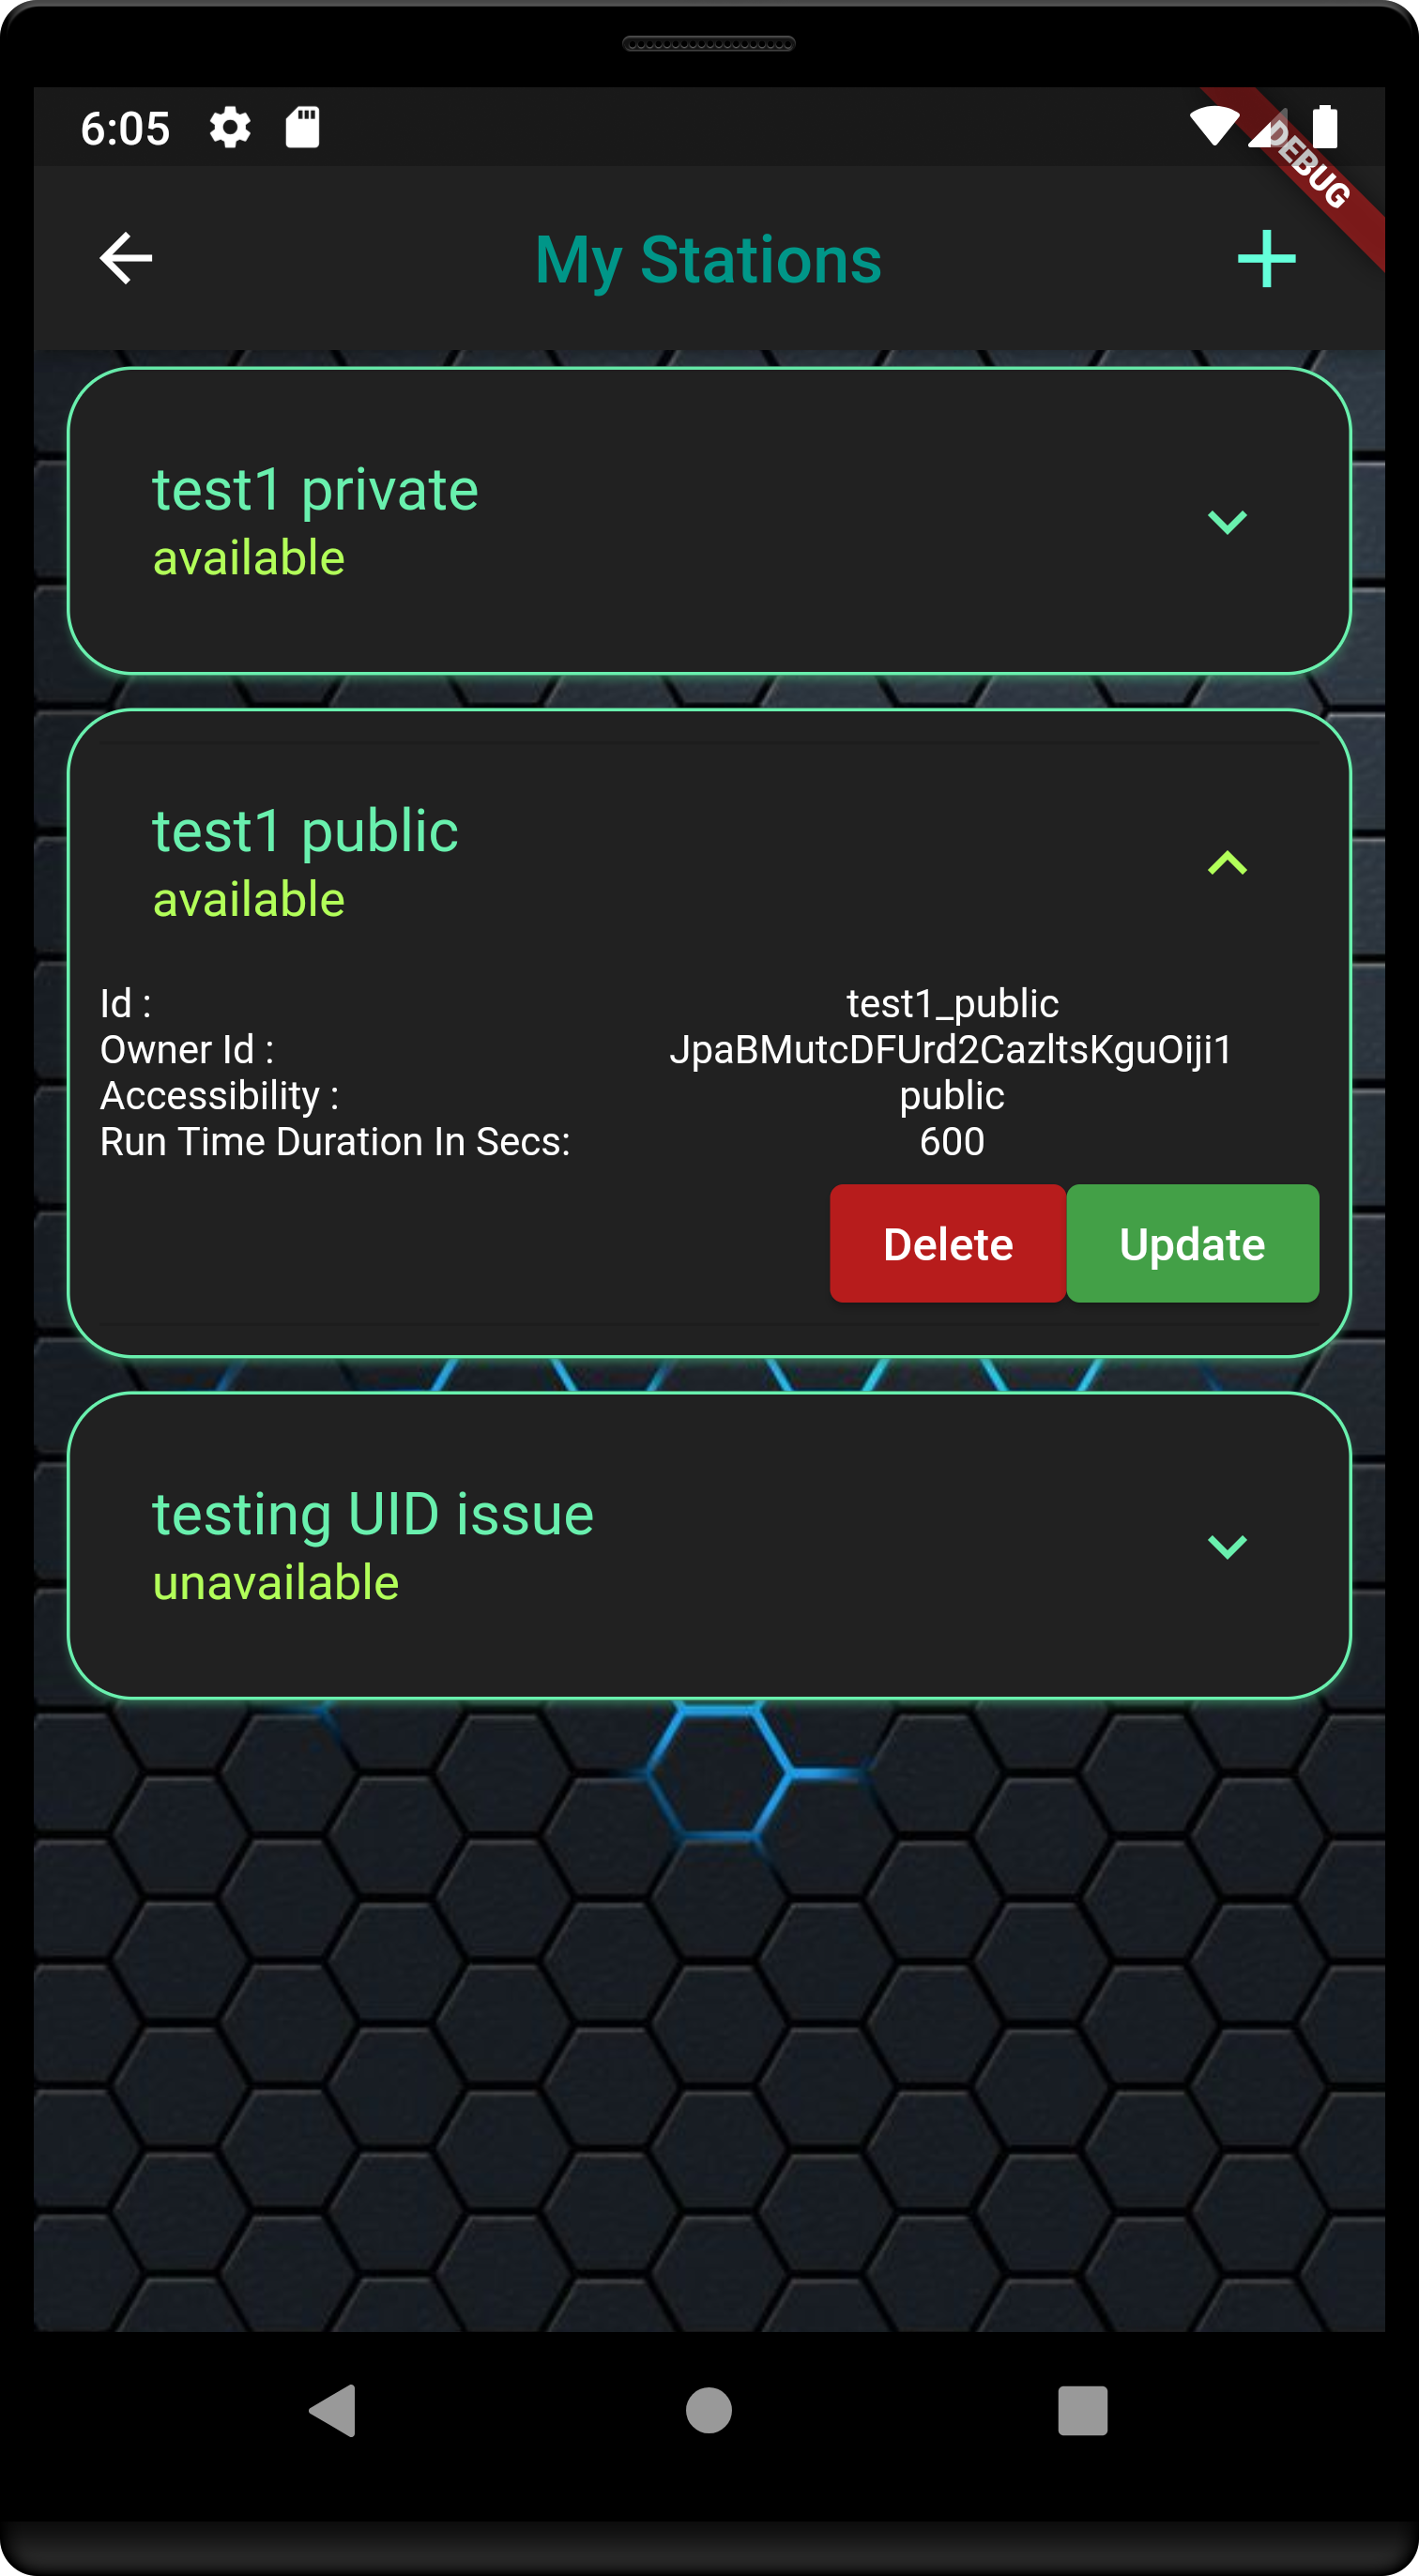 6:05
DEBUG
My Stations
test1 private
available
test1 public
available
Id : test1_public
Owner Id : JpaBMutcDFUrd2CazltsKguOiji1
Accessibility : public
Run Time Duration In Secs: 600
Delete Update
testing UID issue
unavailable